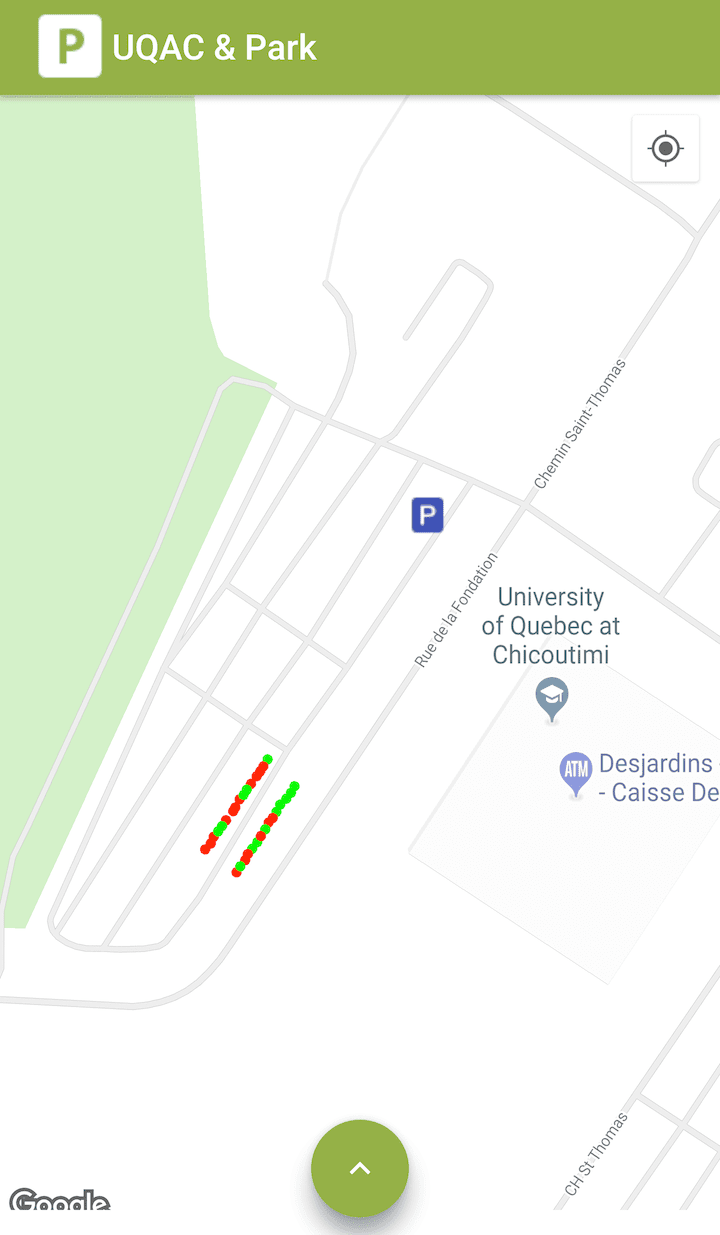 P UQAC & Park
Chemin Saint-Thomas
P
Rue de la Fondation
University
of Quebec at
Chicoutimi
ATM
Desjardins -
- Caisse De
CH St Thomas
Google